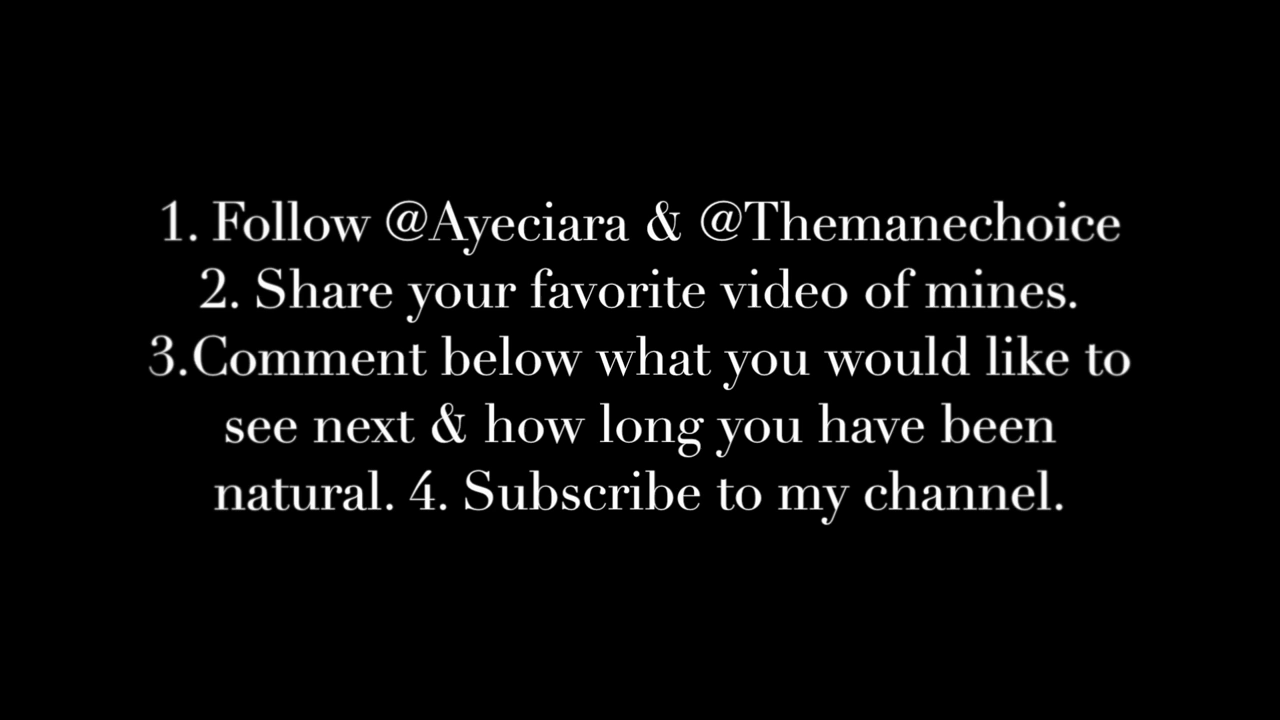 1. Follow @Ayeciara & @Themanechoice
2. Share your favorite video of mines.
3.Comment below what you would like to
see next & how long you have been
natural. 4. Subscribe to my channel.